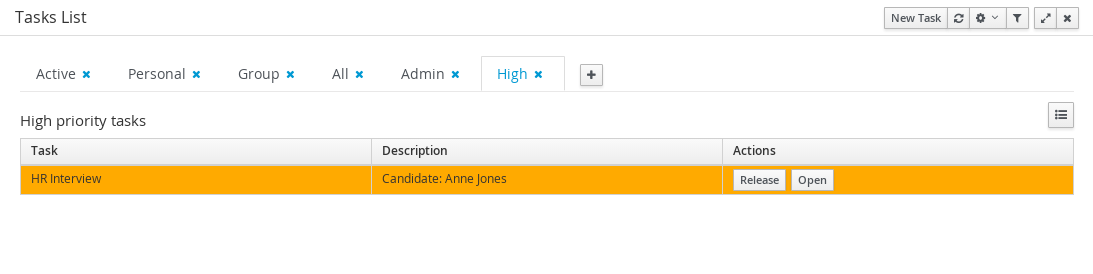 Tasks List
New Task
Active Personal Group All Admin High
High priority tasks
Task Description Actions
HR Interview Candidate: Anne Jones Release Open